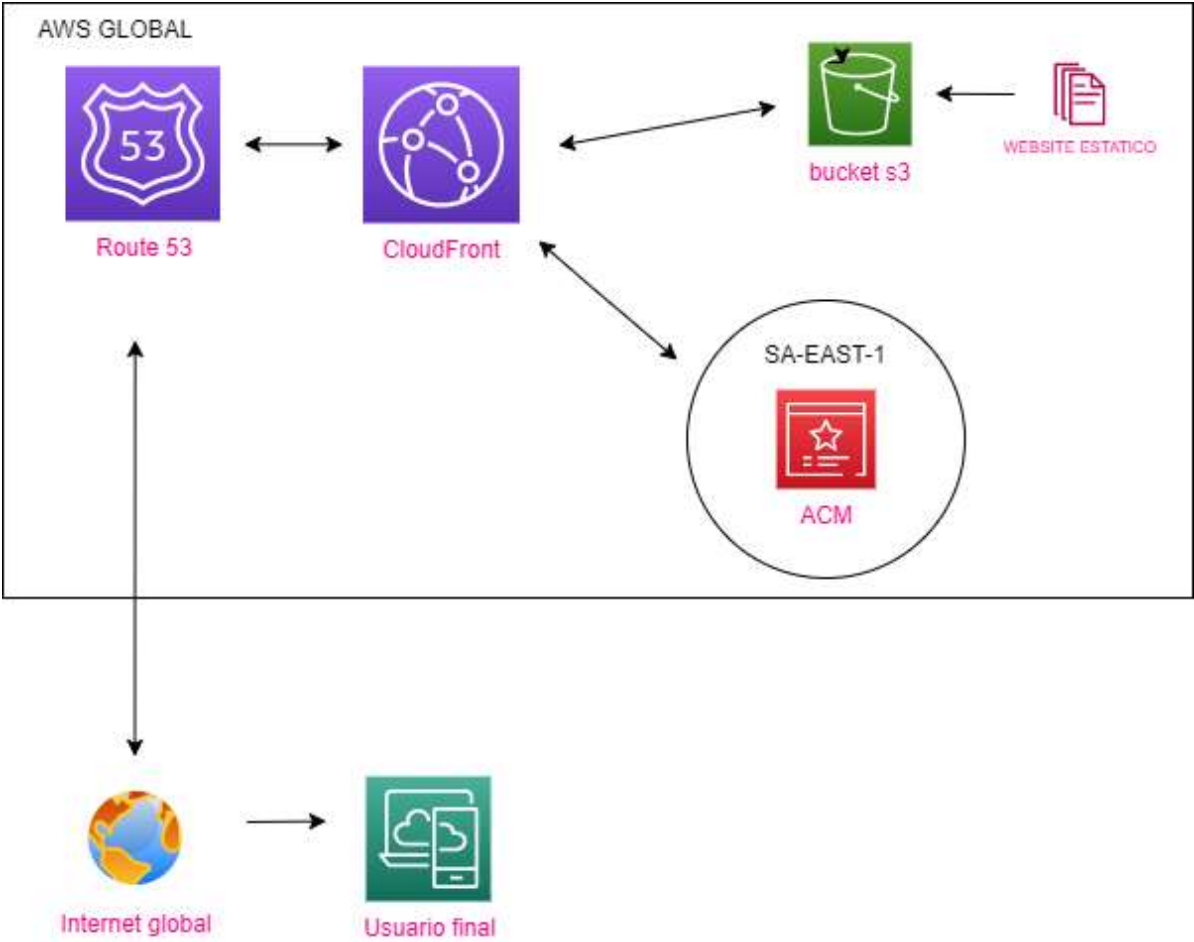 AWS GLOBAL
53
Route 53
CloudFront
bucket s3
WEBSITE ESTATICO
SA-EAST-1
ACM
Internet global
Usuario final